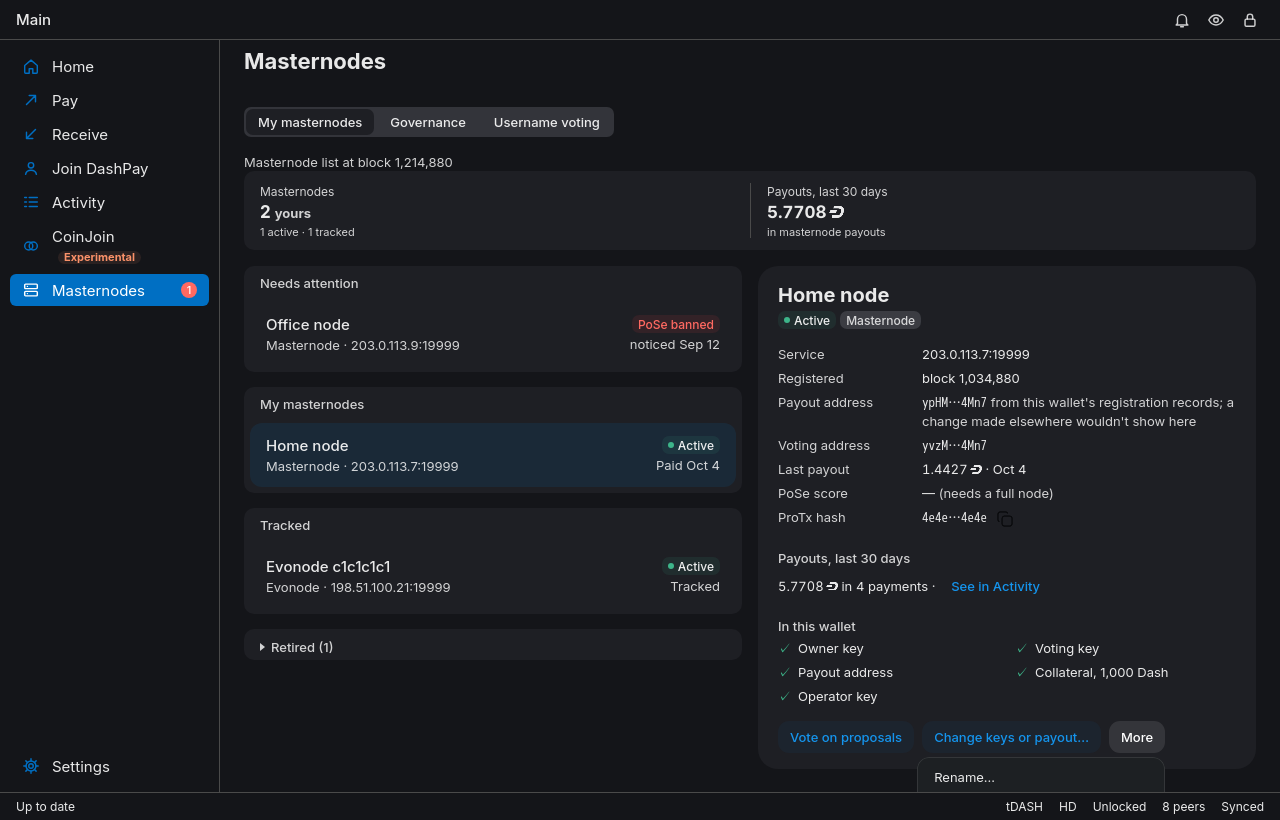 Main
Home
Pay
Receive
Join DashPay
Activity
CoinJoin
Experimental
Masternodes 1
Settings
Masternodes
My masternodes Governance Username voting
Masternode list at block 1,214,880
Masternodes
2 yours
1 active · 1 tracked
Payouts, last 30 days
5.7708
in masternode payouts
Needs attention
Office node PoSe banned
Masternode · 203.0.113.9:19999 noticed Sep 12
My masternodes
Home node Active
Masternode · 203.0.113.7:19999 Paid Oct 4
Tracked
Evonode c1c1c1c1 Active
Evonode · 198.51.100.21:19999 Tracked
Retired (1)
Home node
Active Masternode
Service 203.0.113.7:19999
Registered block 1,034,880
Payout address ypHM···4Mn7 from this wallet's registration records; a
change made elsewhere wouldn't show here
Voting address yvzM···4Mn7
Last payout 1.4427 · Oct 4
PoSe score — (needs a full node)
ProTx hash 4e4e···4e4e
Payouts, last 30 days
5.7708 in 4 payments · See in Activity
In this wallet
✓ Owner key ✓ Voting key
✓ Payout address ✓ Collateral, 1,000 Dash
✓ Operator key
Vote on proposals Change keys or payout... More
Rename...
Up to date tDASH HD Unlocked 8 peers Synced